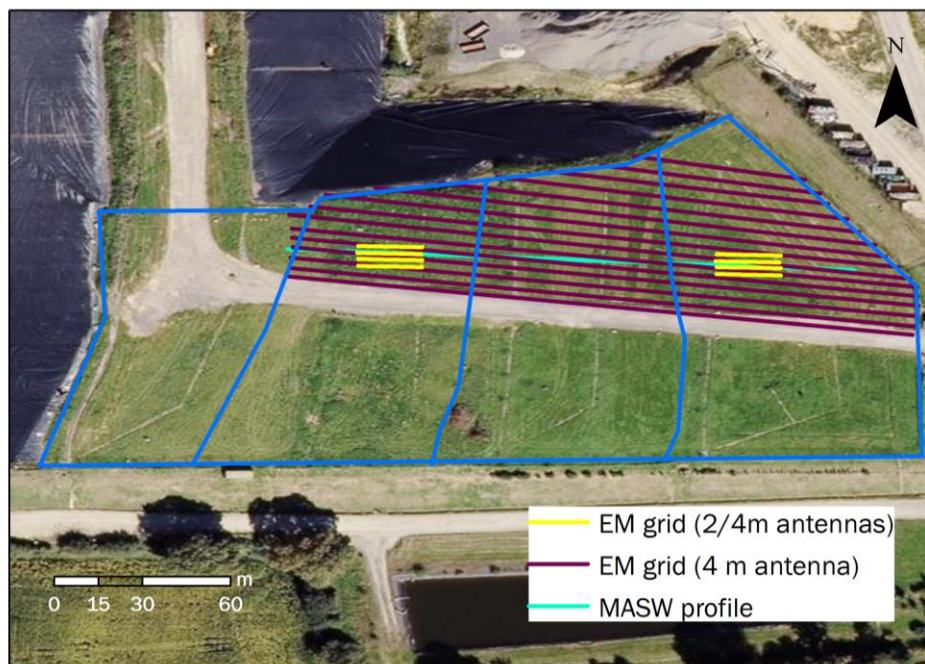 N
EM grid (2/4m antennas)
EM grid (4 m antenna)
MASW profile
m
0 15 30 60